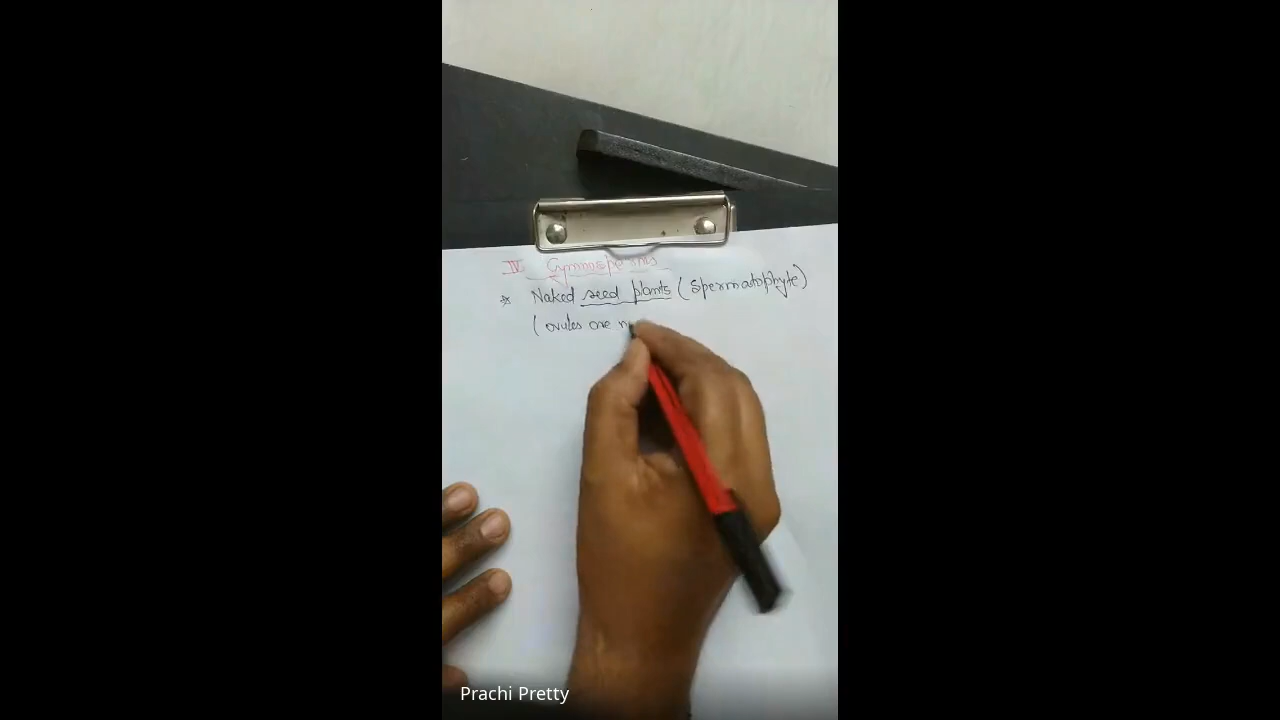 IV Gymnosperms
* Naked seed plants (Spermatophyte)
( ovules are
Prachi Pretty